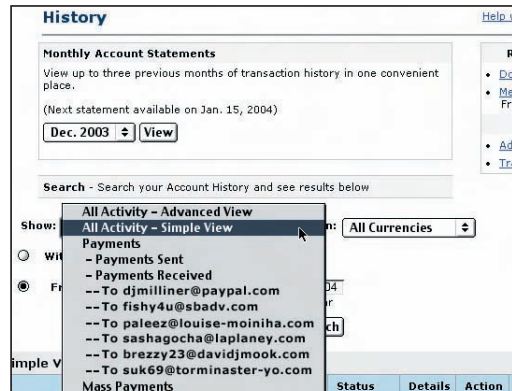 History
Help
Monthly Account Statements
View up to three previous months of transaction history in one convenient
place.
(Next statement available on Jan. 15, 2004)
Dec. 2003 View
Search - Search your Account History and see results below
Show:
All Activity – Advanced View
All Activity – Simple View
All Currencies
Payments
– Payments Sent
– Payments Received
--To djmilliner@paypal.com
--To fishy4u@sbadv.com
--To paleez@louise-moiniha.com
--To sashagocha@laplaney.com
--To brezzy23@davidjmook.com
--To suk69@torminaster-yo.com
Mass Payments
Status Details Action